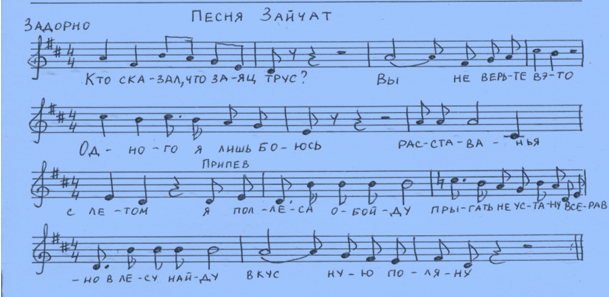 Песня Зайчат
Задорно
Кто ска-зал, что за-яц трус? Вы не верь-те в э-то
Од-но-го я лишь бо-юсь рас-ста-ва-нья
Припев
с ле-том я пол-ле-са о-бой-ду пры-гать не ус-та-ну все-рав
-но в ле-су най-ду вкус ну-ю по-ля-ну